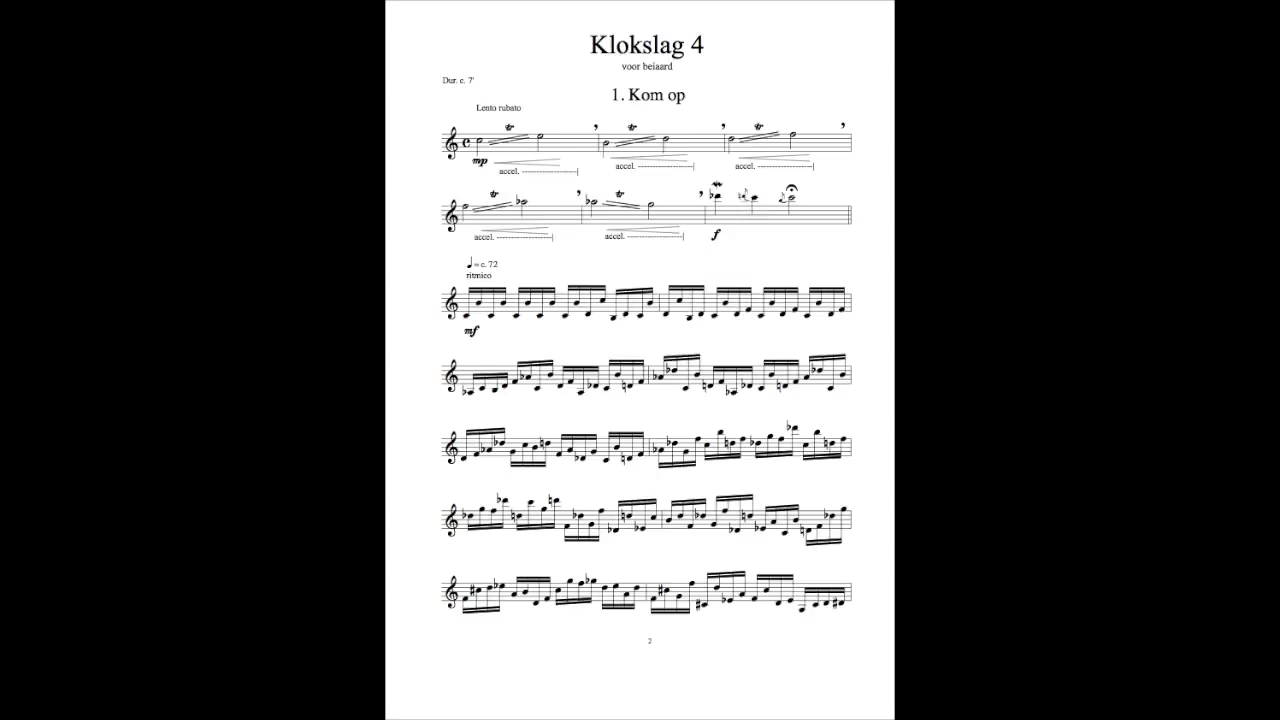 Klokslag 4
voor beiaard
Dur. c. 7'
1. Kom op
Lento rubato
mp
accel.
accel.
accel.
accel.
accel.
f
♩ = c. 72
ritmico
mf
2